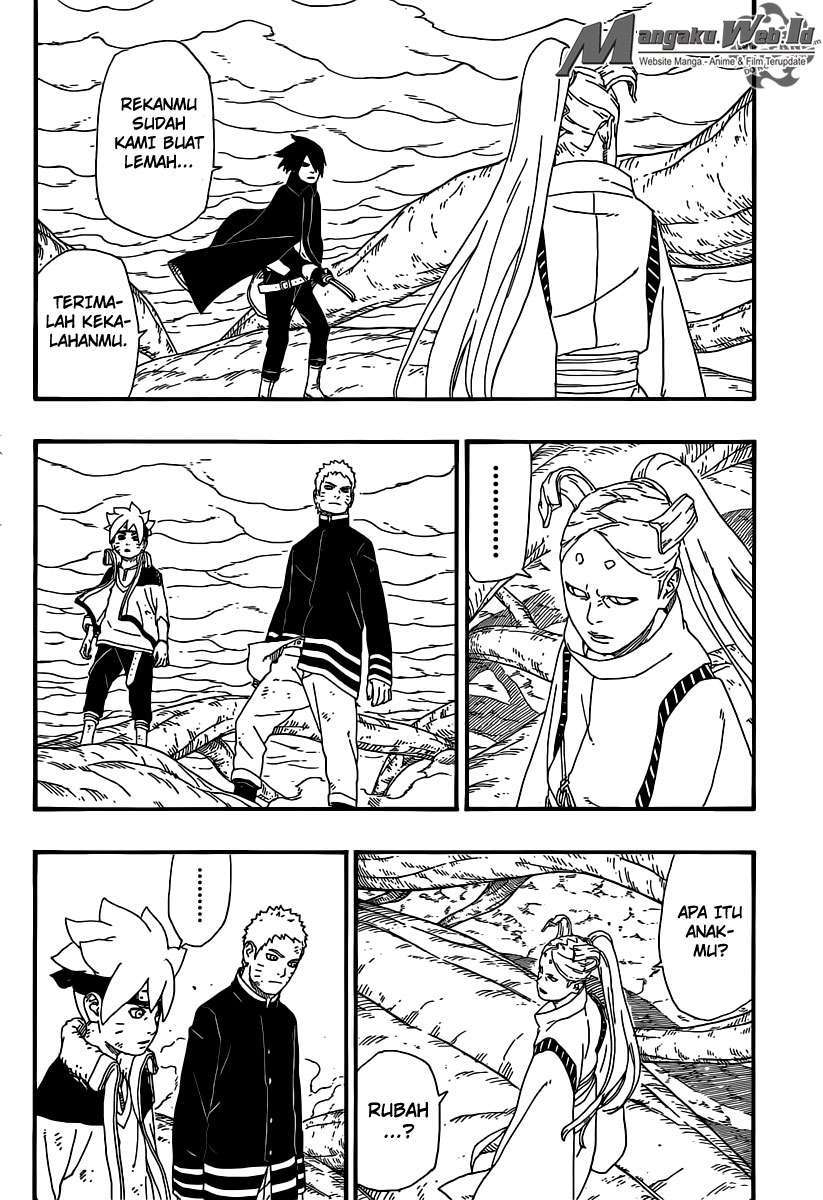 Mangaku.Web.Id
Website Manga - Anime & Film Terupdate
REKANMU
SUDAH
KAMI BUAT
LEMAH...
TERIMA-
LAH KEKA-
LAHANMU.
..........
........
APA ITU
ANAK-
MU?
RUBAH
...?